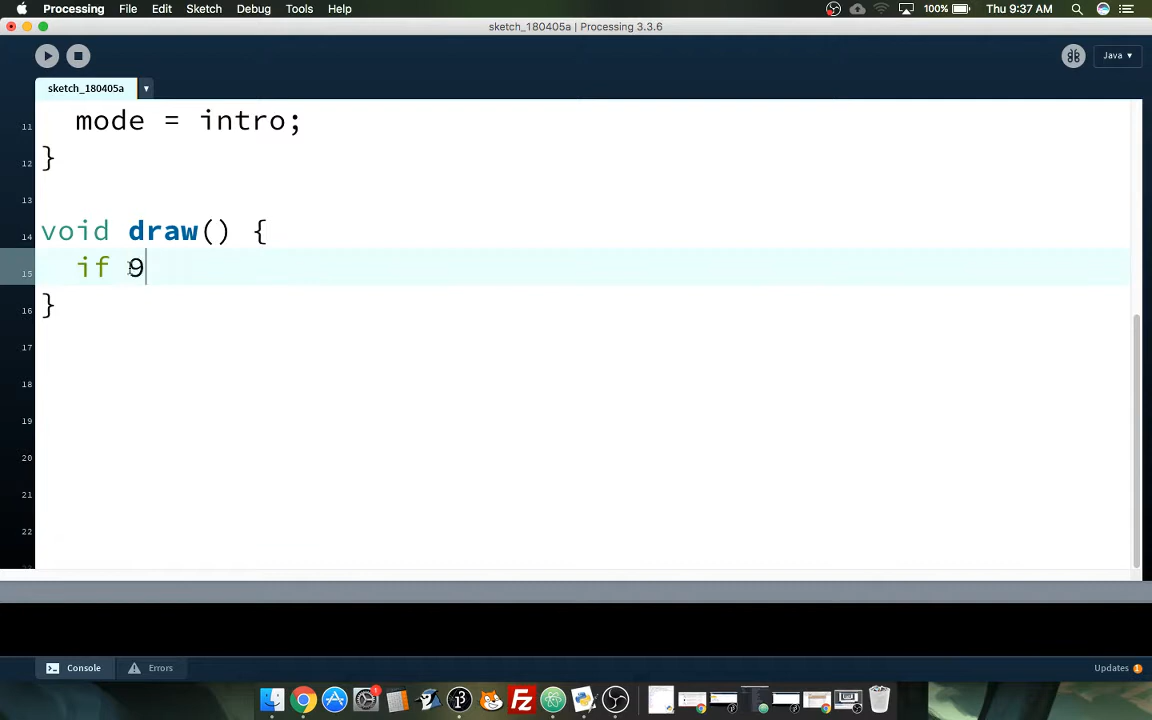 Processing File Edit Sketch Debug Tools Help 100% Thu 9:37 AM
sketch_180405a | Processing 3.3.6
Java ▾
sketch_180405a ▾
11 mode = intro;
12 }
13
14 void draw() {
15 if 9
16 }
17
18
19
20
21
22
Console Errors Updates 1